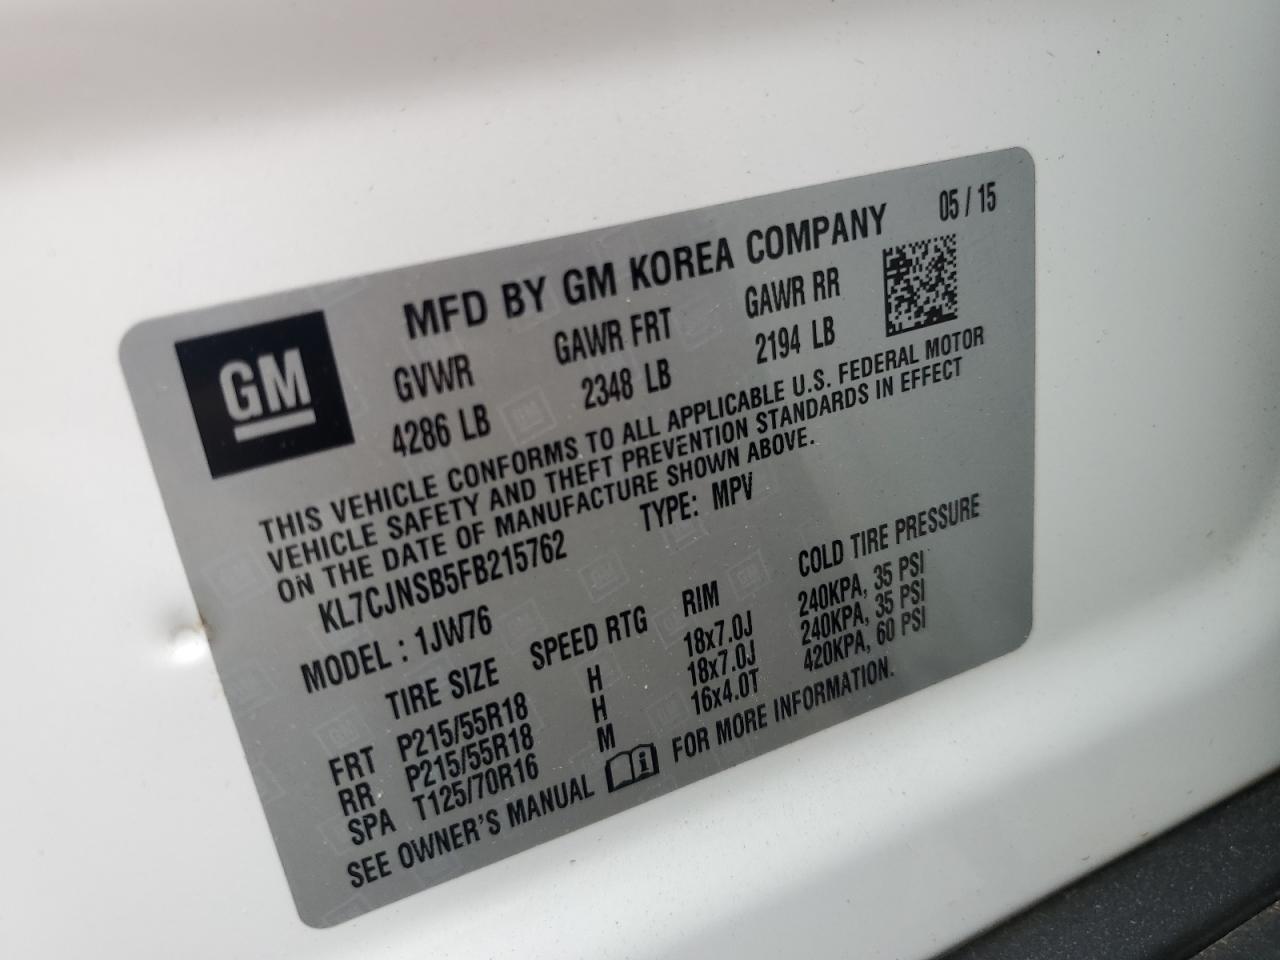 GM
MFD BY GM KOREA COMPANY 05 / 15
GVWR GAWR FRT GAWR RR
4286 LB 2348 LB 2194 LB
THIS VEHICLE CONFORMS TO ALL APPLICABLE U.S. FEDERAL MOTOR
VEHICLE SAFETY AND THEFT PREVENTION STANDARDS IN EFFECT
ON THE DATE OF MANUFACTURE SHOWN ABOVE.
KL7CJNSB5FB215762 TYPE: MPV
MODEL : 1JW76
TIRE SIZE SPEED RTG RIM COLD TIRE PRESSURE
FRT P215/55R18 H 18x7.0J 240KPA, 35 PSI
RR P215/55R18 H 18x7.0J 240KPA, 35 PSI
SPA T125/70R16 M 16x4.0T 420KPA, 60 PSI
SEE OWNER'S MANUAL FOR MORE INFORMATION.